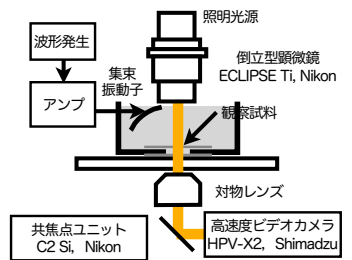 照明光源
波形発生
倒立型顕微鏡
ECLIPSE Ti, Nikon
集束
振動子
アンプ
観察試料
対物レンズ
共焦点ユニット
C2 Si, Nikon
高速度ビデオカメラ
HPV-X2, Shimadzu